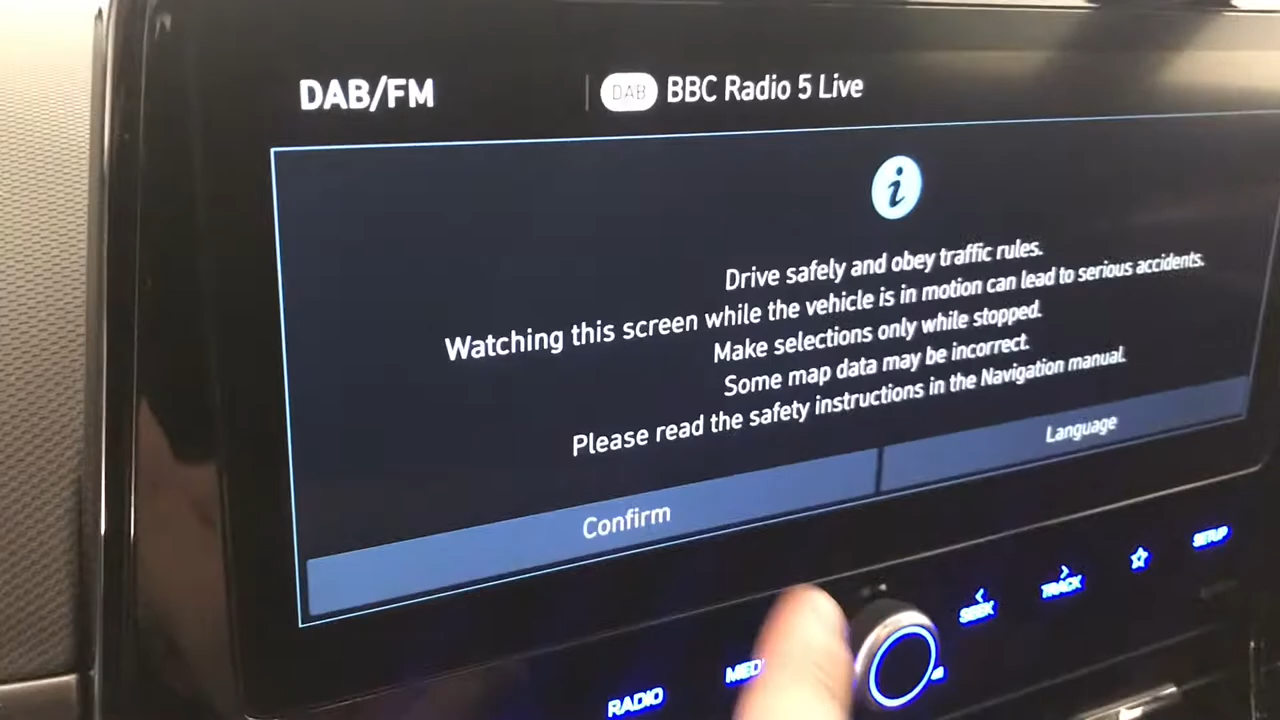 DAB/FM
DAB BBC Radio 5 Live
i
Drive safely and obey traffic rules.
Watching this screen while the vehicle is in motion can lead to serious accidents.
Make selections only while stopped.
Some map data may be incorrect.
Please read the safety instructions in the Navigation manual.
Confirm
Language
RADIO
SEEK
TRACK
SETUP